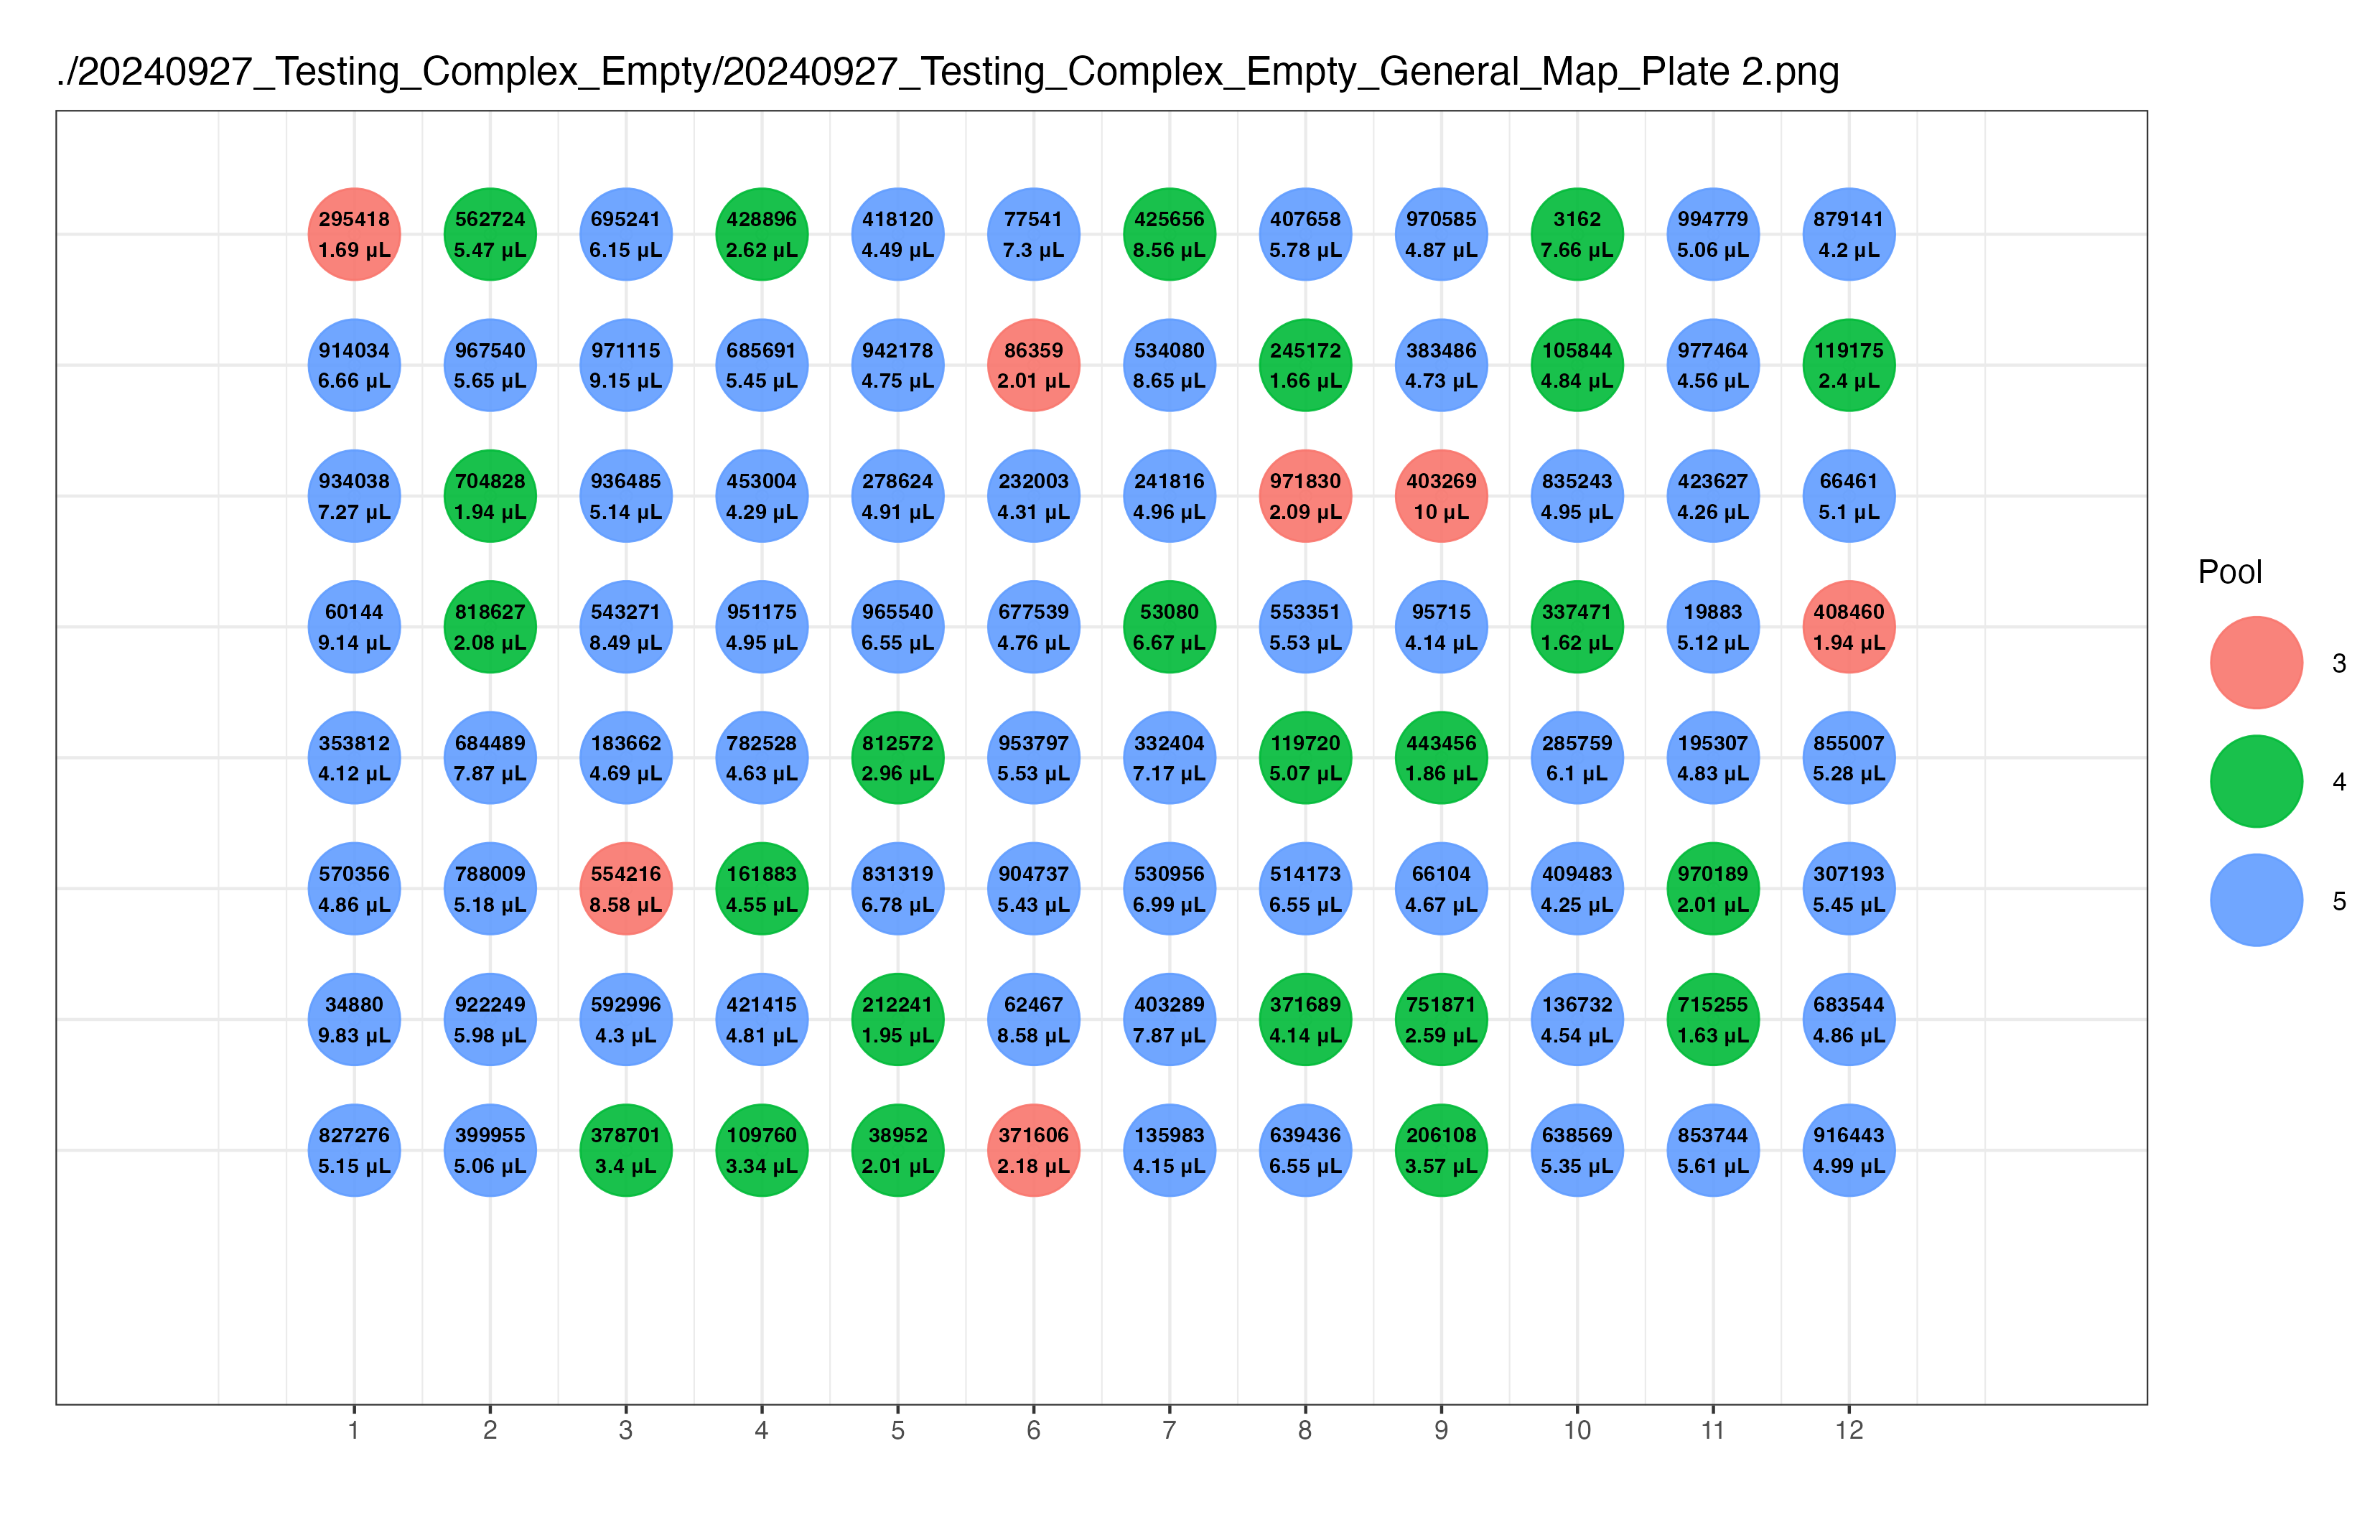 ./20240927_Testing_Complex_Empty/20240927_Testing_Complex_Empty_General_Map_Plate 2.png
295418 562724 695241 428896 418120 77541 425656 407658 970585 3162 994779 879141
1.69 µL 5.47 µL 6.15 µL 2.62 µL 4.49 µL 7.3 µL 8.56 µL 5.78 µL 4.87 µL 7.66 µL 5.06 µL 4.2 µL
914034 967540 971115 685691 942178 86359 534080 245172 383486 105844 977464 119175
6.66 µL 5.65 µL 9.15 µL 5.45 µL 4.75 µL 2.01 µL 8.65 µL 1.66 µL 4.73 µL 4.84 µL 4.56 µL 2.4 µL
934038 704828 936485 453004 278624 232003 241816 971830 403269 835243 423627 66461
7.27 µL 1.94 µL 5.14 µL 4.29 µL 4.91 µL 4.31 µL 4.96 µL 2.09 µL 10 µL 4.95 µL 4.26 µL 5.1 µL
60144 818627 543271 951175 965540 677539 53080 553351 95715 337471 19883 408460
9.14 µL 2.08 µL 8.49 µL 4.95 µL 6.55 µL 4.76 µL 6.67 µL 5.53 µL 4.14 µL 1.62 µL 5.12 µL 1.94 µL
353812 684489 183662 782528 812572 953797 332404 119720 443456 285759 195307 855007
4.12 µL 7.87 µL 4.69 µL 4.63 µL 2.96 µL 5.53 µL 7.17 µL 5.07 µL 1.86 µL 6.1 µL 4.83 µL 5.28 µL
570356 788009 554216 161883 831319 904737 530956 514173 66104 409483 970189 307193
4.86 µL 5.18 µL 8.58 µL 4.55 µL 6.78 µL 5.43 µL 6.99 µL 6.55 µL 4.67 µL 4.25 µL 2.01 µL 5.45 µL
34880 922249 592996 421415 212241 62467 403289 371689 751871 136732 715255 683544
9.83 µL 5.98 µL 4.3 µL 4.81 µL 1.95 µL 8.58 µL 7.87 µL 4.14 µL 2.59 µL 4.54 µL 1.63 µL 4.86 µL
827276 399955 378701 109760 38952 371606 135983 639436 206108 638569 853744 916443
5.15 µL 5.06 µL 3.4 µL 3.34 µL 2.01 µL 2.18 µL 4.15 µL 6.55 µL 3.57 µL 5.35 µL 5.61 µL 4.99 µL
1 2 3 4 5 6 7 8 9 10 11 12
Pool
3
4
5